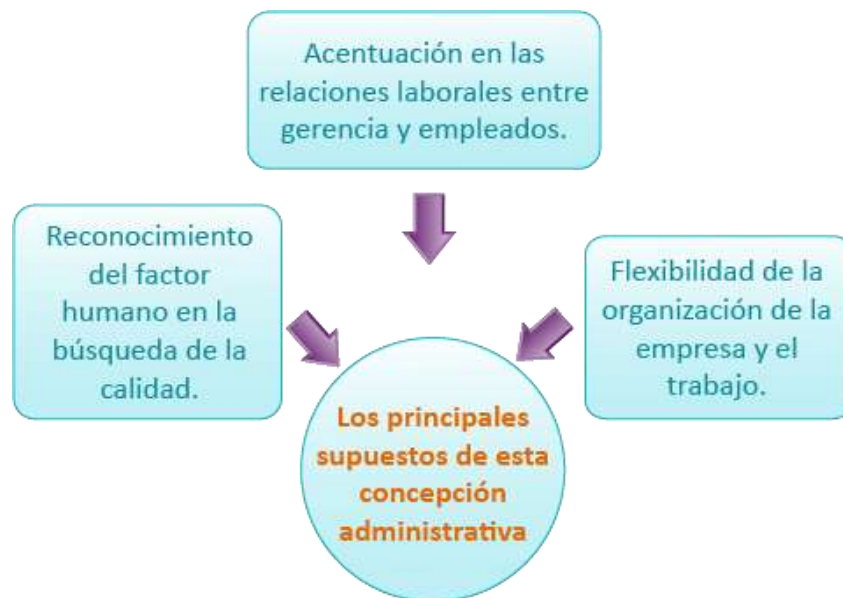 Acentuación en las
relaciones laborales entre
gerencia y empleados.
Reconocimiento
del factor
humano en la
búsqueda de la
calidad.
Flexibilidad de la
organización de la
empresa y el
trabajo.
Los principales
supuestos de esta
concepción
administrativa